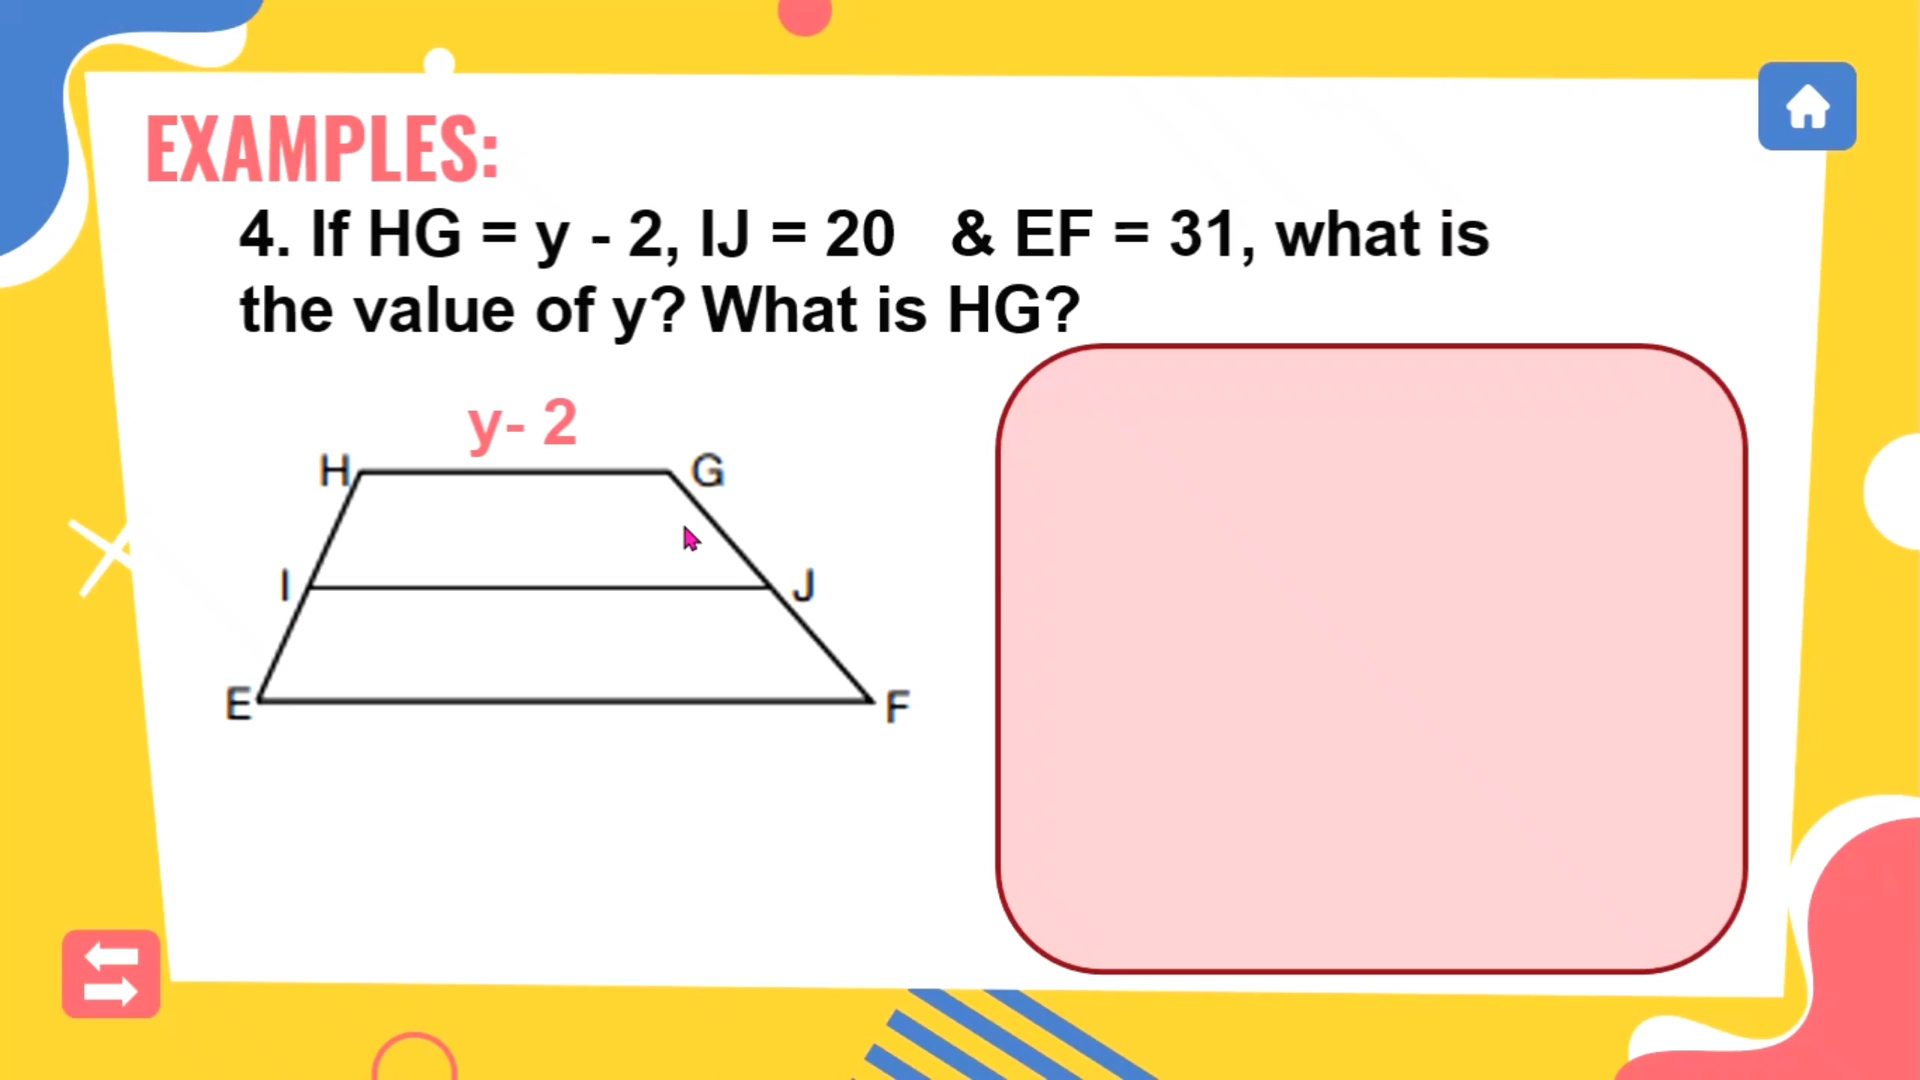 EXAMPLES:
4. If HG = y - 2, IJ = 20 & EF = 31, what is
the value of y? What is HG?
y- 2
H
G
I
J
E
F